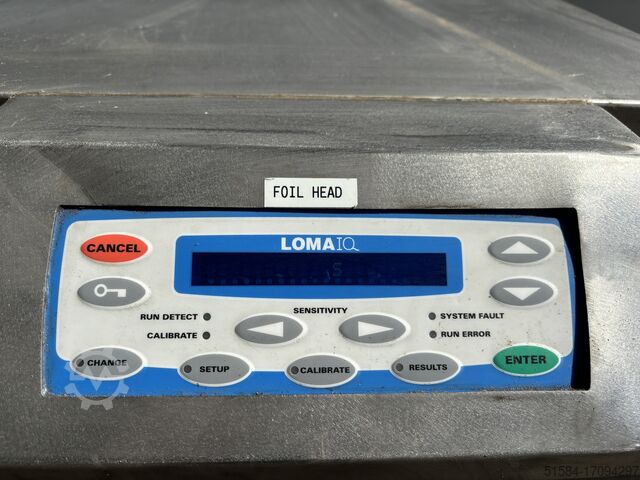 FOIL HEAD
CANCEL
LOMA IQ
SENSITIVITY
RUN DETECT
CALIBRATE
SYSTEM FAULT
RUN ERROR
CHANGE
SETUP
CALIBRATE
RESULTS
ENTER
51584-17094297